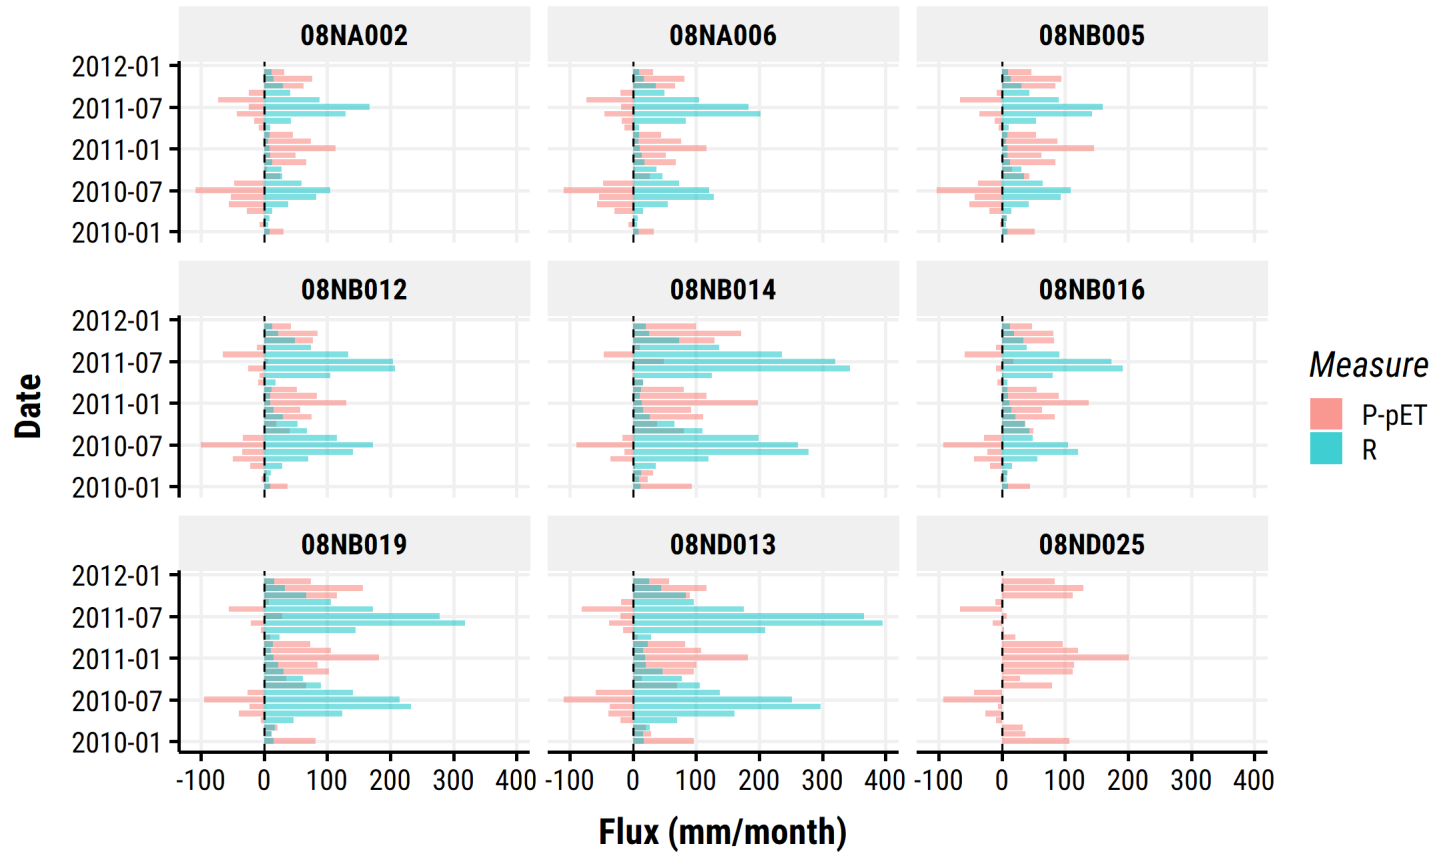 08NA002 08NA006 08NB005
2012-01
2011-07
2011-01
2010-07
2010-01
08NB012 08NB014 08NB016
2012-01
2011-07
2011-01
2010-07
2010-01
08NB019 08ND013 08ND025
2012-01
2011-07
2011-01
2010-07
2010-01
-100 0 100 200 300 400 -100 0 100 200 300 400 -100 0 100 200 300 400
Flux (mm/month)
Date
Measure
P-pET
R